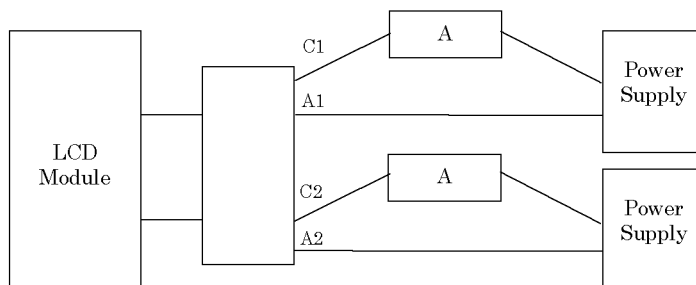 C1
A
A1
Power
Supply
LCD
Module
C2
A
A2
Power
Supply